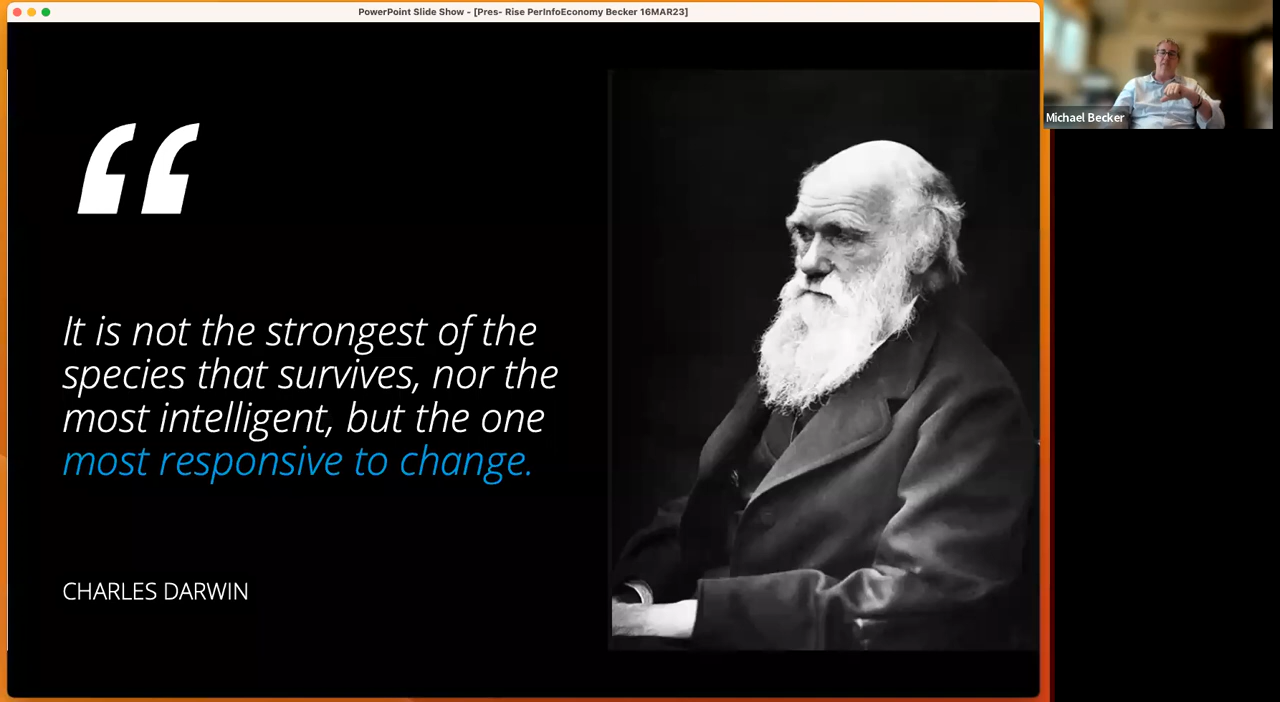 PowerPoint Slide Show - [Pres- Rise PerInfoEconomy Becker 16MAR23]
Michael Becker
“
It is not the strongest of the
species that survives, nor the
most intelligent, but the one
most responsive to change.
CHARLES DARWIN